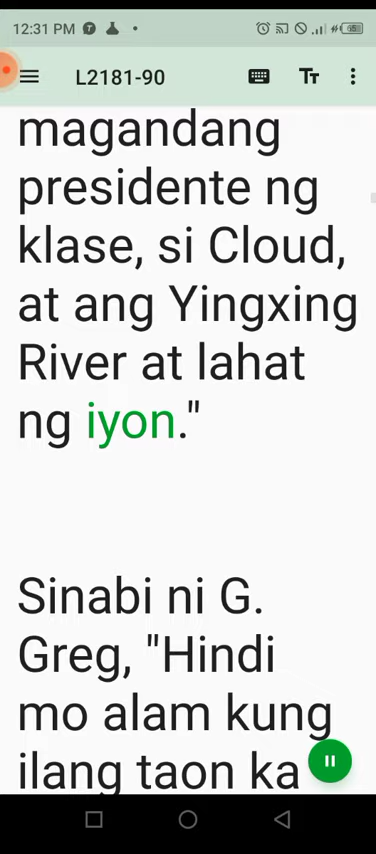 12:31 PM
L2181-90
magandang
presidente ng
klase, si Cloud,
at ang Yingxing
River at lahat
ng iyon."
Sinabi ni G.
Greg, "Hindi
mo alam kung
ilang taon ka